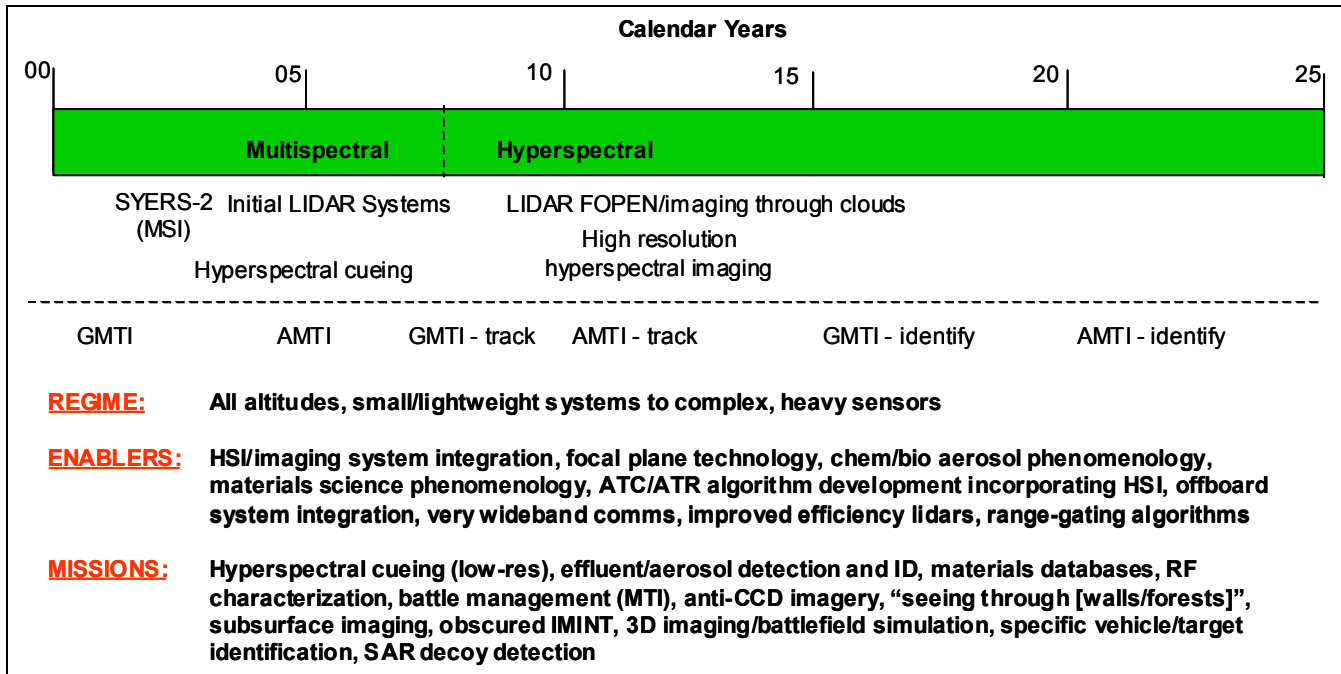 Calendar Years
00 05 10 15 20 25
Multispectral Hyperspectral
SYERS-2 Initial LIDAR Systems LIDAR FOPEN/imaging through clouds
(MSI) High resolution
Hyperspectral cueing hyperspectral imaging
GMTI AMTI GMTI - track AMTI - track GMTI - identify AMTI - identify
REGIME: All altitudes, small/lightweight systems to complex, heavy sensors
ENABLERS: HSI/imaging system integration, focal plane technology, chem/bio aerosol phenomenology,
materials science phenomenology, ATC/ATR algorithm development incorporating HSI, offboard
system integration, very wideband comms, improved efficiency lidars, range-gating algorithms
MISSIONS: Hyperspectral cueing (low-res), effluent/aerosol detection and ID, materials databases, RF
characterization, battle management (MTI), anti-CCD imagery, “seeing through [walls/forests]”,
subsurface imaging, obscured IMINT, 3D imaging/battlefield simulation, specific vehicle/target
identification, SAR decoy detection